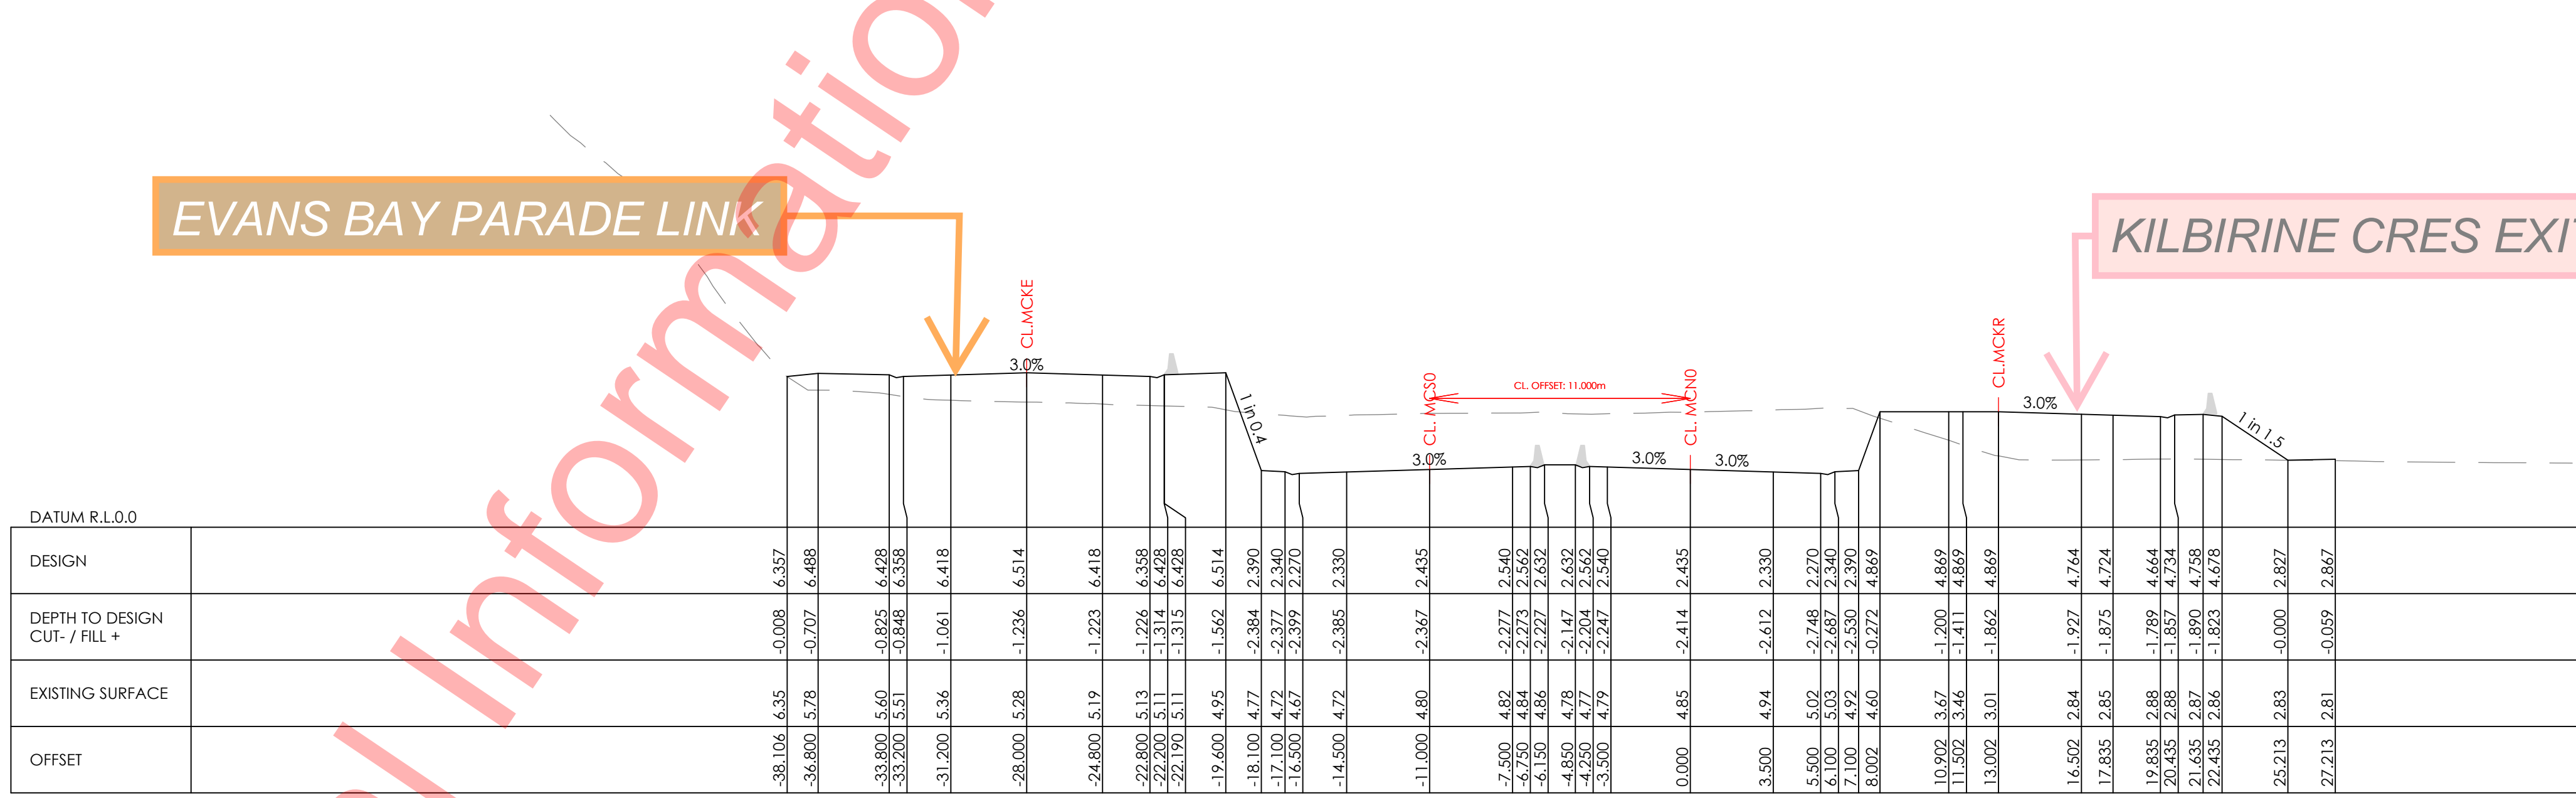 l Information
EVANS BAY PARADE LINK
KILBIRINE CRES EXIT
CL.MCKE
3.0%
1 in 0.4
CL. MCS0
3.0%
CL. OFFSET: 11.000m
CL. MCN0
3.0%
3.0%
CL.MCKR
3.0%
1 in 1.5
DATUM R.L.0.0
DESIGN 6.357 6.488 6.428 6.358 6.418 6.514 6.418 6.358 6.428 6.428 6.514 2.390 2.340 2.270 2.330 2.435 2.540 2.562 2.632 2.632 2.562 2.540 2.435 2.330 2.270 2.340 2.390 4.869 4.869 4.869 4.869 4.764 4.724 4.664 4.734 4.758 4.678 2.827 2.867
DEPTH TO DESIGN
CUT- / FILL + -0.008 -0.707 -0.825 -0.848 -1.061 -1.236 -1.223 -1.226 -1.314 -1.315 -1.562 -2.384 -2.377 -2.399 -2.385 -2.367 -2.277 -2.273 -2.227 -2.147 -2.204 -2.247 -2.414 -2.612 -2.748 -2.687 -2.530 -0.272 -1.200 -1.411 -1.862 -1.927 -1.875 -1.789 -1.857 -1.890 -1.823 -0.000 -0.059
EXISTING SURFACE 6.35 5.78 5.60 5.51 5.36 5.28 5.19 5.13 5.11 5.11 4.95 4.77 4.72 4.67 4.72 4.80 4.82 4.84 4.86 4.78 4.77 4.79 4.85 4.94 5.02 5.03 4.92 4.60 3.67 3.46 3.01 2.84 2.85 2.88 2.88 2.87 2.86 2.83 2.81
OFFSET -38.106 -36.800 -33.800 -33.200 -31.200 -28.000 -24.800 -22.800 -22.200 -22.190 -19.600 -18.100 -17.100 -16.500 -14.500 -11.000 -7.500 -6.750 -6.150 -4.850 -4.250 -3.500 0.000 3.500 5.500 6.100 7.100 8.002 10.902 11.502 13.002 16.502 17.835 19.835 20.435 21.635 22.435 25.213 27.213